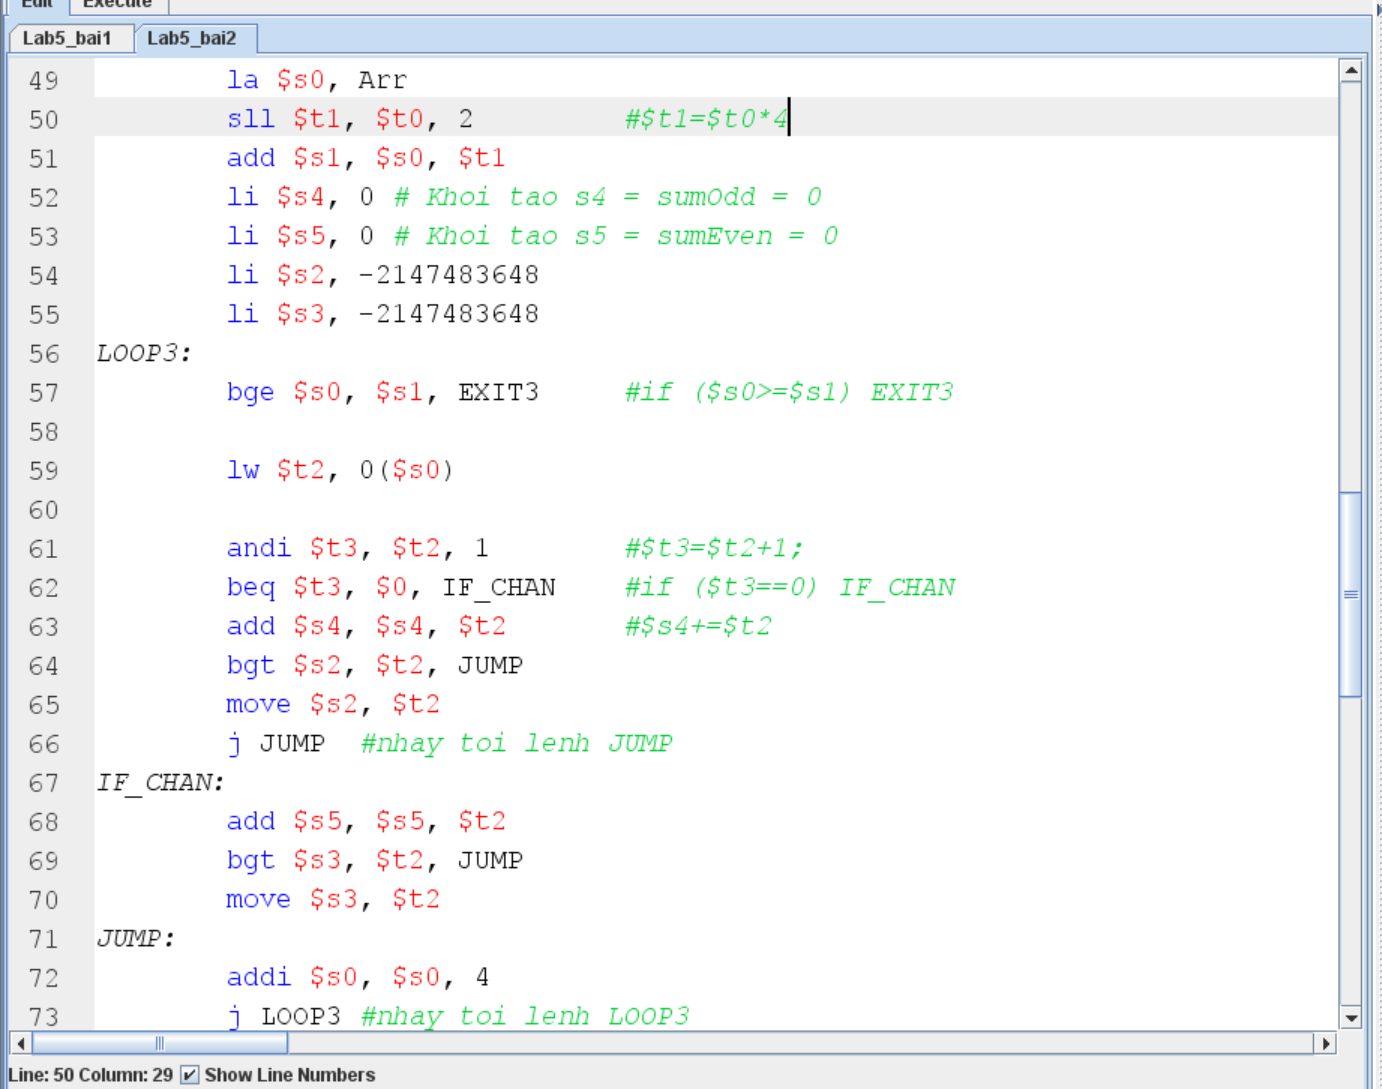 Edit Execute
Lab5_bai1 Lab5_bai2
49 la $s0, Arr
50 sll $t1, $t0, 2 #$t1=$t0*4
51 add $s1, $s0, $t1
52 li $s4, 0 # Khoi tao s4 = sumOdd = 0
53 li $s5, 0 # Khoi tao s5 = sumEven = 0
54 li $s2, -2147483648
55 li $s3, -2147483648
56 LOOP3:
57 bge $s0, $s1, EXIT3 #if ($s0>=$s1) EXIT3
58
59 lw $t2, 0($s0)
60
61 andi $t3, $t2, 1 #$t3=$t2+1;
62 beq $t3, $0, IF_CHAN #if ($t3==0) IF_CHAN
63 add $s4, $s4, $t2 #$s4+=$t2
64 bgt $s2, $t2, JUMP
65 move $s2, $t2
66 j JUMP #nhay toi lenh JUMP
67 IF_CHAN:
68 add $s5, $s5, $t2
69 bgt $s3, $t2, JUMP
70 move $s3, $t2
71 JUMP:
72 addi $s0, $s0, 4
73 j LOOP3 #nhay toi lenh LOOP3
Line: 50 Column: 29 Show Line Numbers